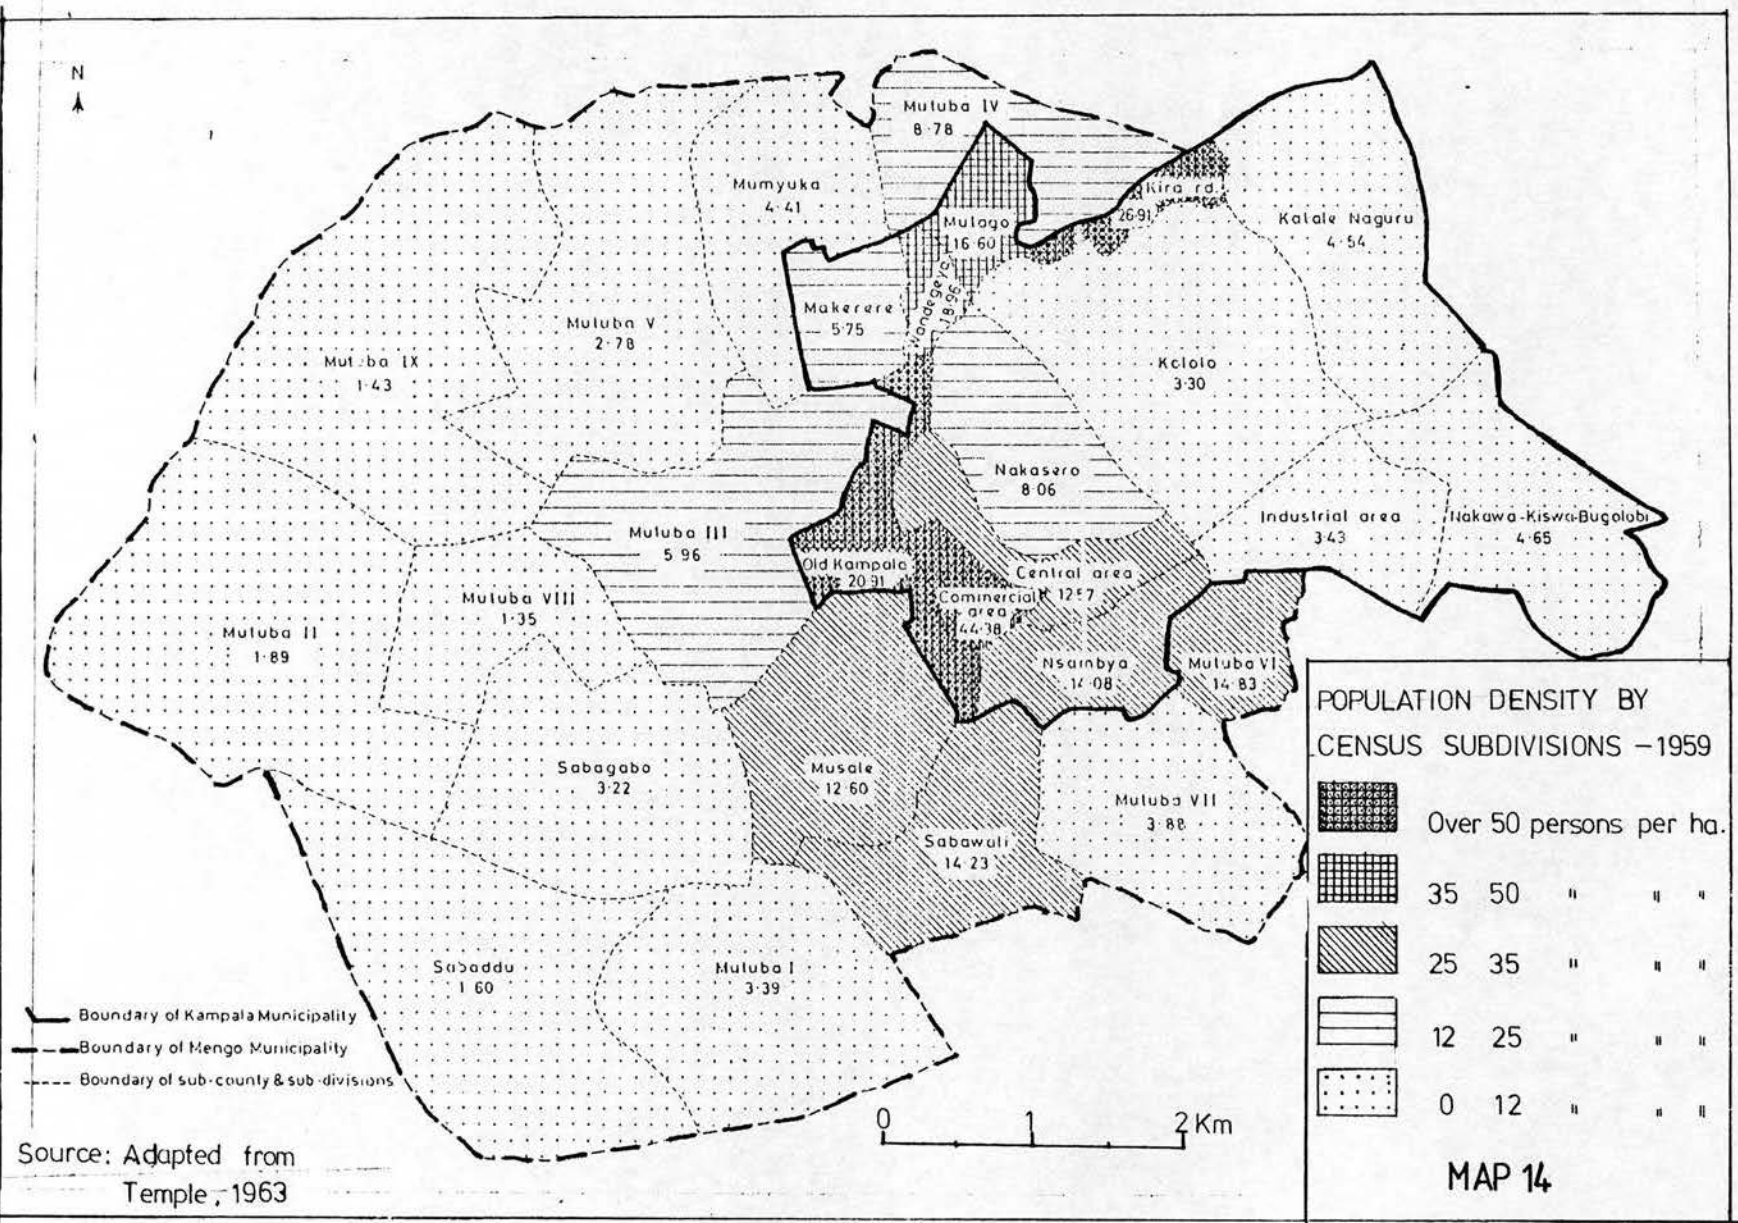 N
Mutuba IV
8·78
Mumyuka
4·41
Kira rd.
26·91
Mulago
16·60
Kalale Naguru
4·54
Makerere
5·75
Wandegeya
18·96
Mutuba V
2·78
Mutuba IX
1·43
Kololo
3·30
Nakasero
8·06
Industrial area
3·43
Nakawa-Kiswa-Bugolobi
4·65
Mutuba III
5·96
Old Kampala
20·91
Central area
12·57
Commercial
area
44·38
Mutuba VIII
1·35
Mutuba II
1·89
Nsambya
14·08
Mutuba VI
14·83
Sabagabo
3·22
Musale
12·60
Mutuba VII
3·88
Sabawali
14·23
Sabaddu
1·60
Mutuba I
3·39
Boundary of Kampala Municipality
Boundary of Mengo Municipality
Boundary of sub-county & sub-divisions
Source: Adapted from
Temple, 1963
0 1 2 Km
POPULATION DENSITY BY
CENSUS SUBDIVISIONS - 1959
Over 50 persons per ha.
35 50 " " "
25 35 " " "
12 25 " " "
0 12 " " "
MAP 14